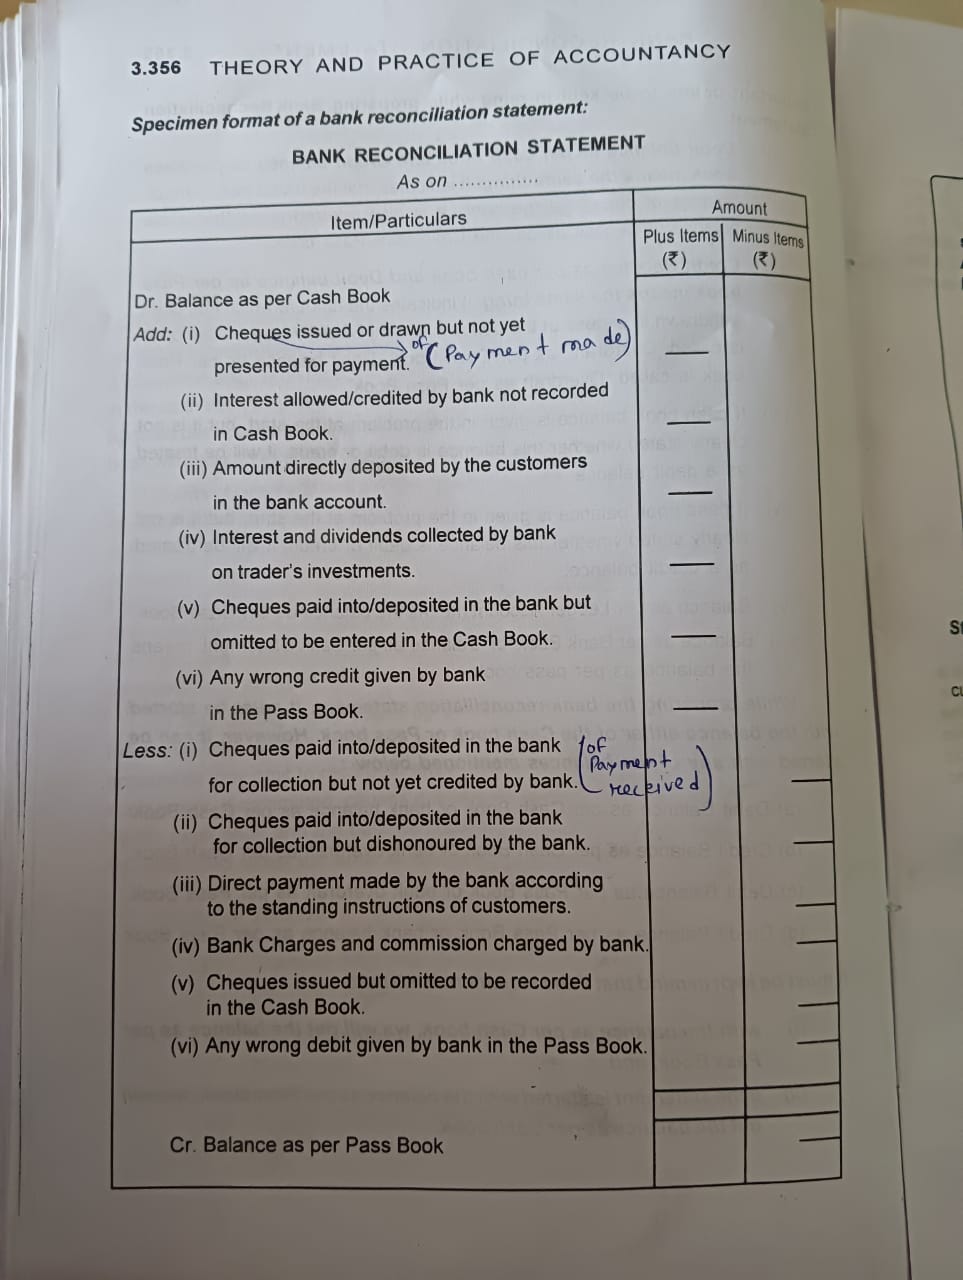 3.356 THEORY AND PRACTICE OF ACCOUNTANCY
Specimen format of a bank reconciliation statement:
BANK RECONCILIATION STATEMENT
As on ...............
Item/Particulars
Amount
Plus Items (₹)
Minus Items (₹)
Dr. Balance as per Cash Book
Add: (i) Cheques issued or drawn but not yet
presented for payment. of (Payment made)
(ii) Interest allowed/credited by bank not recorded
in Cash Book.
(iii) Amount directly deposited by the customers
in the bank account.
(iv) Interest and dividends collected by bank
on trader's investments.
(v) Cheques paid into/deposited in the bank but
omitted to be entered in the Cash Book.
(vi) Any wrong credit given by bank
in the Pass Book.
Less: (i) Cheques paid into/deposited in the bank
for collection but not yet credited by bank.
(of
Payment
received)
(ii) Cheques paid into/deposited in the bank
for collection but dishonoured by the bank.
(iii) Direct payment made by the bank according
to the standing instructions of customers.
(iv) Bank Charges and commission charged by bank.
(v) Cheques issued but omitted to be recorded
in the Cash Book.
(vi) Any wrong debit given by bank in the Pass Book.
Cr. Balance as per Pass Book